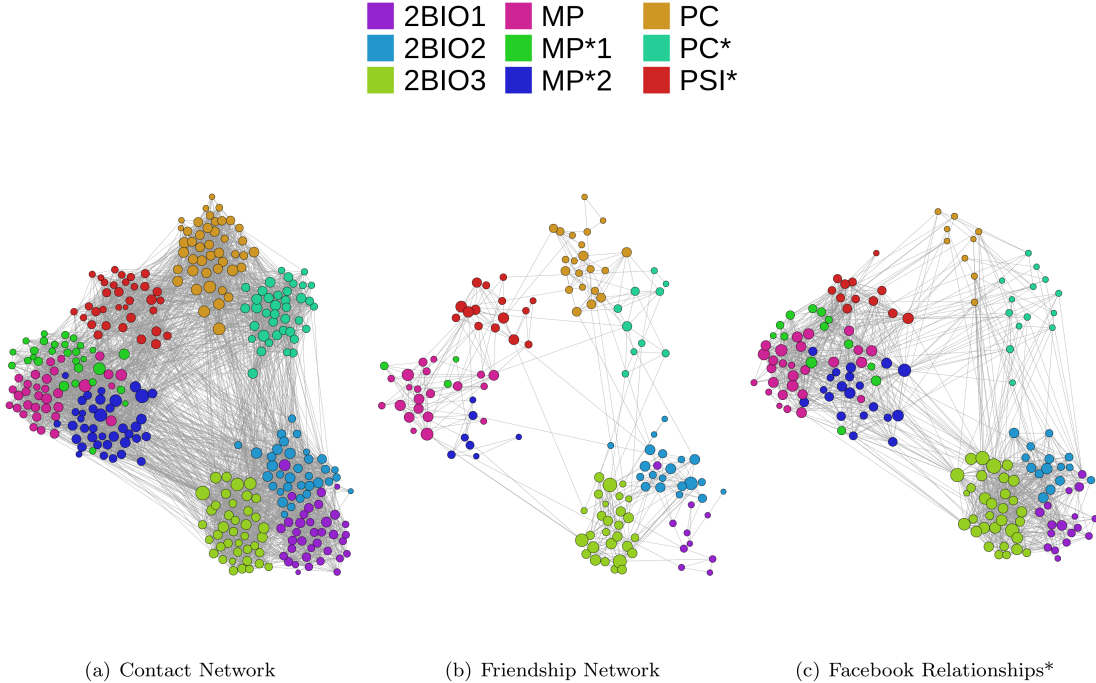 2BIO1 MP PC
2BIO2 MP*1 PC*
2BIO3 MP*2 PSI*
(a) Contact Network
(b) Friendship Network
(c) Facebook Relationships*